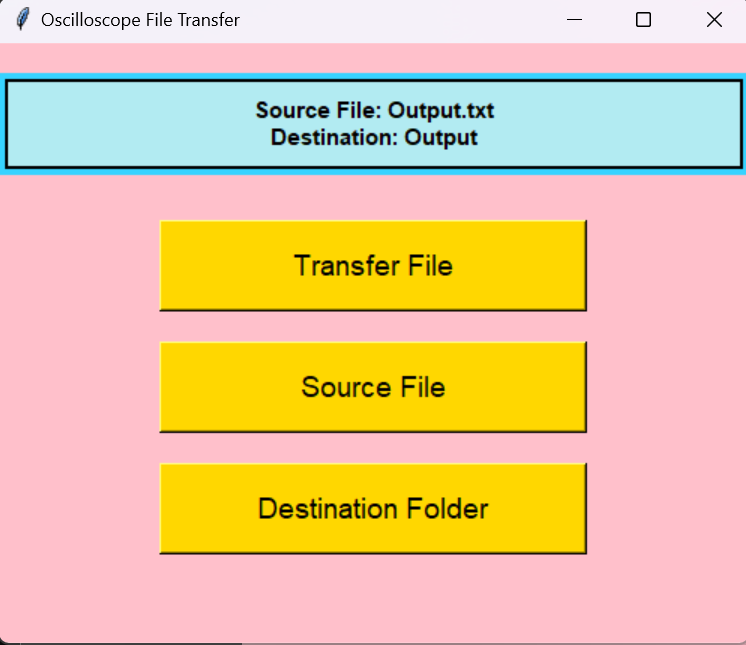 Oscilloscope File Transfer
Source File: Output.txt
Destination: Output
Transfer File
Source File
Destination Folder